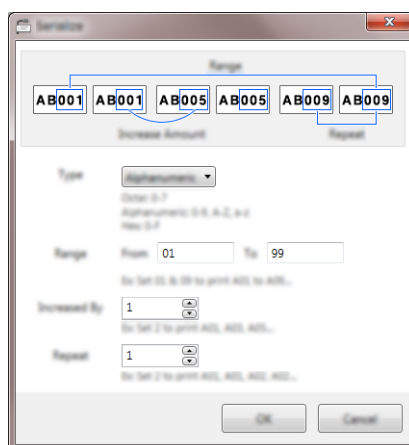 Serialize
Range
AB001 AB001 AB005 AB005 AB009 AB009
Increase Amount Repeat
Type Alphanumeric
Octal 0-7
Alphanumeric: 0-9, A-Z, a-z
Hex: 0-F
Range From 01 To 99
Ex: Set 01 & 09 to print A01 to A09...
Increased By 1
Ex: Set 2 to print A01, A03, A05...
Repeat 1
Ex: Set 2 to print A01, A01, A02, A02...
OK Cancel